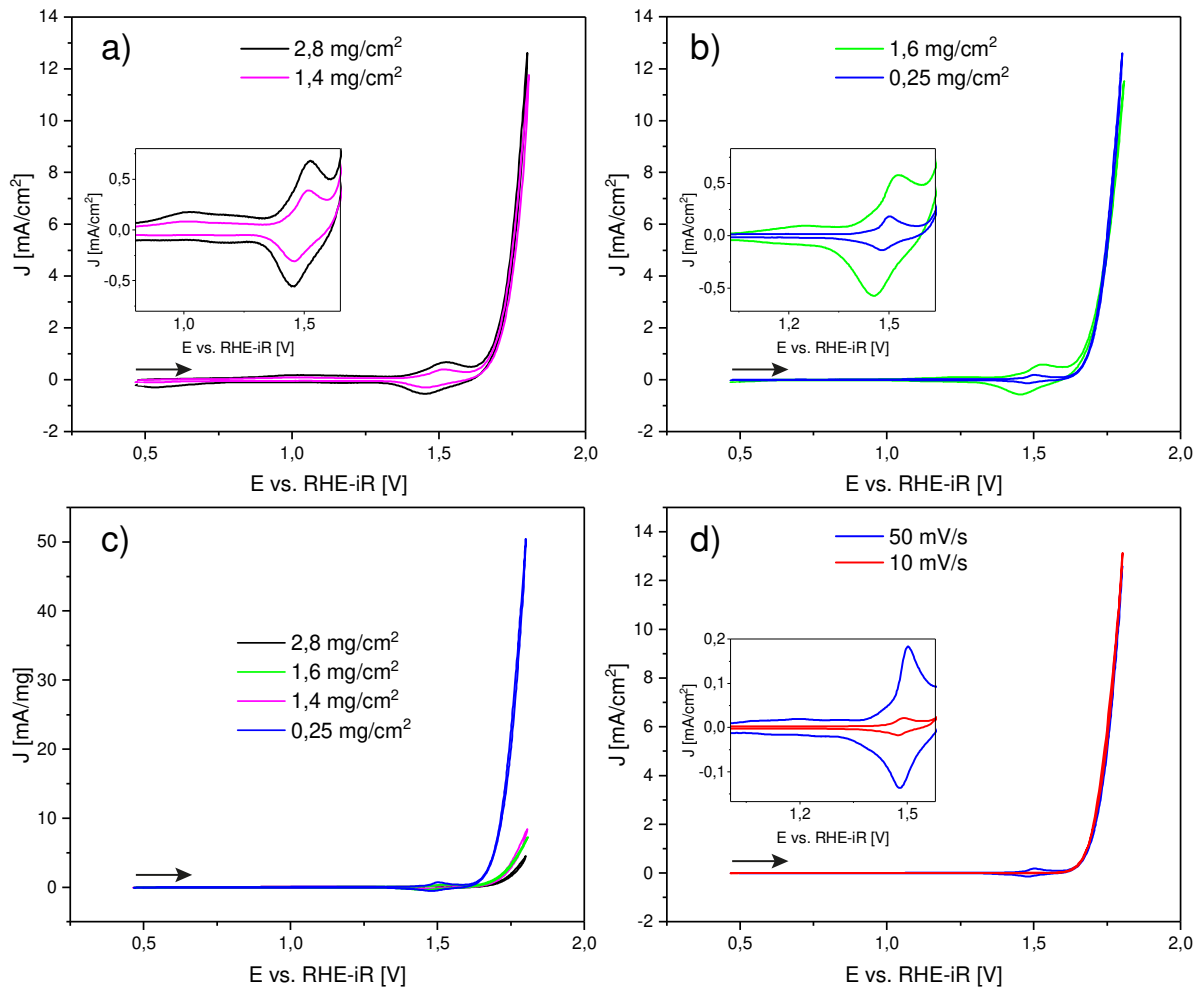 a)
2,8 mg/cm²
1,4 mg/cm²
14
12
10
8
6
4
2
0
-2
J [mA/cm²]
0,5
0,0
-0,5
J [mA/cm²]
1,0 1,5
E vs. RHE-iR [V]
0,5 1,0 1,5 2,0
E vs. RHE-iR [V]
b)
1,6 mg/cm²
0,25 mg/cm²
14
12
10
8
6
4
2
0
-2
J [mA/cm²]
0,5
0,0
-0,5
J [mA/cm²]
1,2 1,5
E vs. RHE-iR [V]
0,5 1,0 1,5 2,0
E vs. RHE-iR [V]
c)
2,8 mg/cm²
1,6 mg/cm²
1,4 mg/cm²
0,25 mg/cm²
50
40
30
20
10
0
J [mA/mg]
0,5 1,0 1,5 2,0
E vs. RHE-iR [V]
d)
50 mV/s
10 mV/s
14
12
10
8
6
4
2
0
-2
J [mA/cm²]
0,2
0,1
0,0
-0,1
J [mA/cm²]
1,2 1,5
E vs. RHE-iR [V]
0,5 1,0 1,5 2,0
E vs. RHE-iR [V]